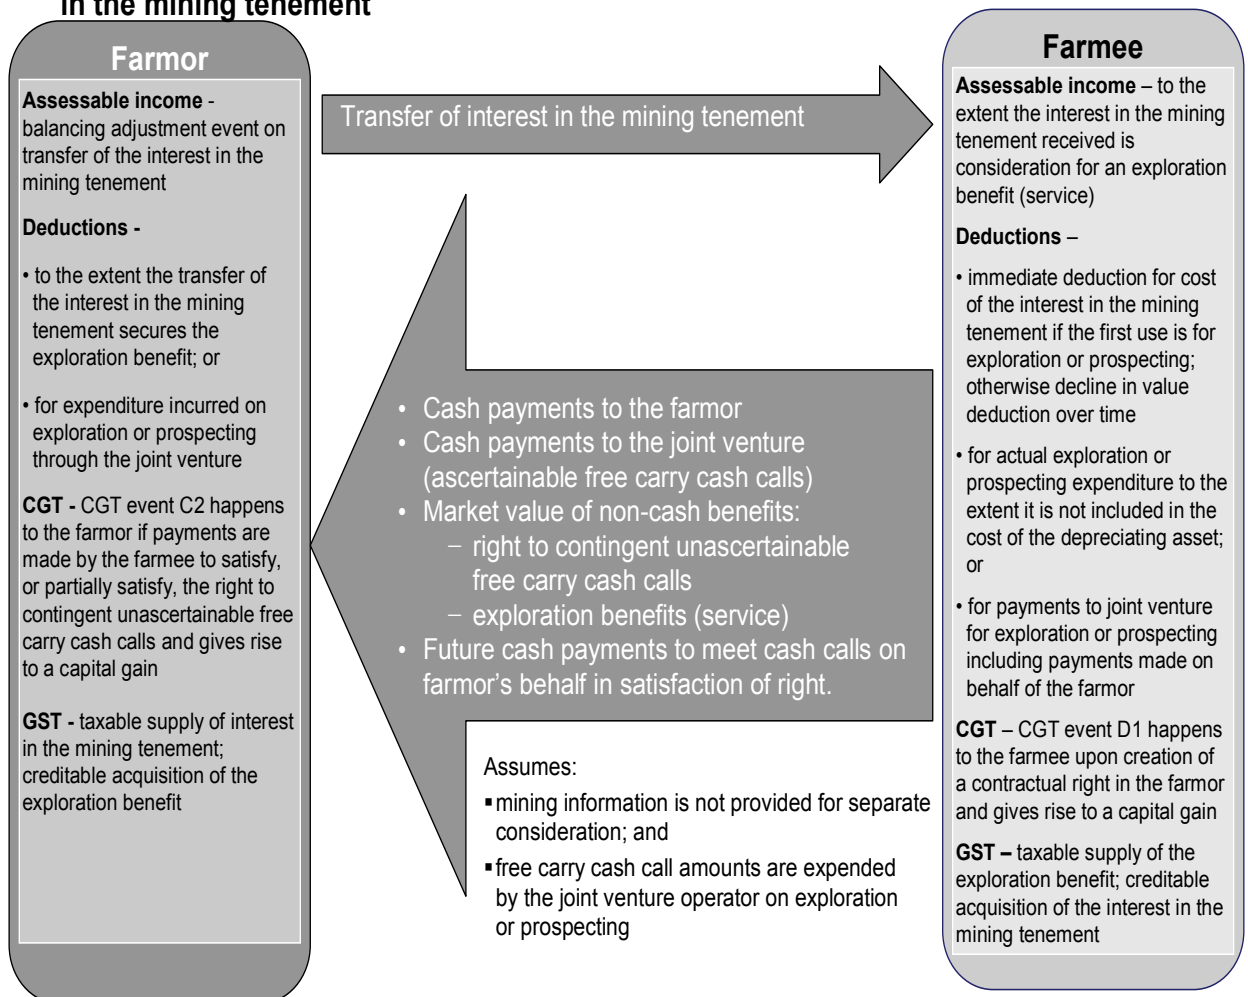 in the mining tenement
Farmor
Assessable income -
balancing adjustment event on
transfer of the interest in the
mining tenement
Deductions -
• to the extent the transfer of
the interest in the mining
tenement secures the
exploration benefit; or
• for expenditure incurred on
exploration or prospecting
through the joint venture
CGT - CGT event C2 happens
to the farmor if payments are
made by the farmee to satisfy,
or partially satisfy, the right to
contingent unascertainable free
carry cash calls and gives rise
to a capital gain
GST - taxable supply of interest
in the mining tenement;
creditable acquisition of the
exploration benefit
Transfer of interest in the mining tenement
• Cash payments to the farmor
• Cash payments to the joint venture
(ascertainable free carry cash calls)
• Market value of non-cash benefits:
– right to contingent unascertainable
free carry cash calls
– exploration benefits (service)
• Future cash payments to meet cash calls on
farmor's behalf in satisfaction of right.
Assumes:
▪ mining information is not provided for separate
consideration; and
▪ free carry cash call amounts are expended
by the joint venture operator on exploration
or prospecting
Farmee
Assessable income – to the
extent the interest in the mining
tenement received is
consideration for an exploration
benefit (service)
Deductions –
• immediate deduction for cost
of the interest in the mining
tenement if the first use is for
exploration or prospecting;
otherwise decline in value
deduction over time
• for actual exploration or
prospecting expenditure to the
extent it is not included in the
cost of the depreciating asset;
or
• for payments to joint venture
for exploration or prospecting
including payments made on
behalf of the farmor
CGT – CGT event D1 happens
to the farmee upon creation of
a contractual right in the farmor
and gives rise to a capital gain
GST – taxable supply of the
exploration benefit; creditable
acquisition of the interest in the
mining tenement